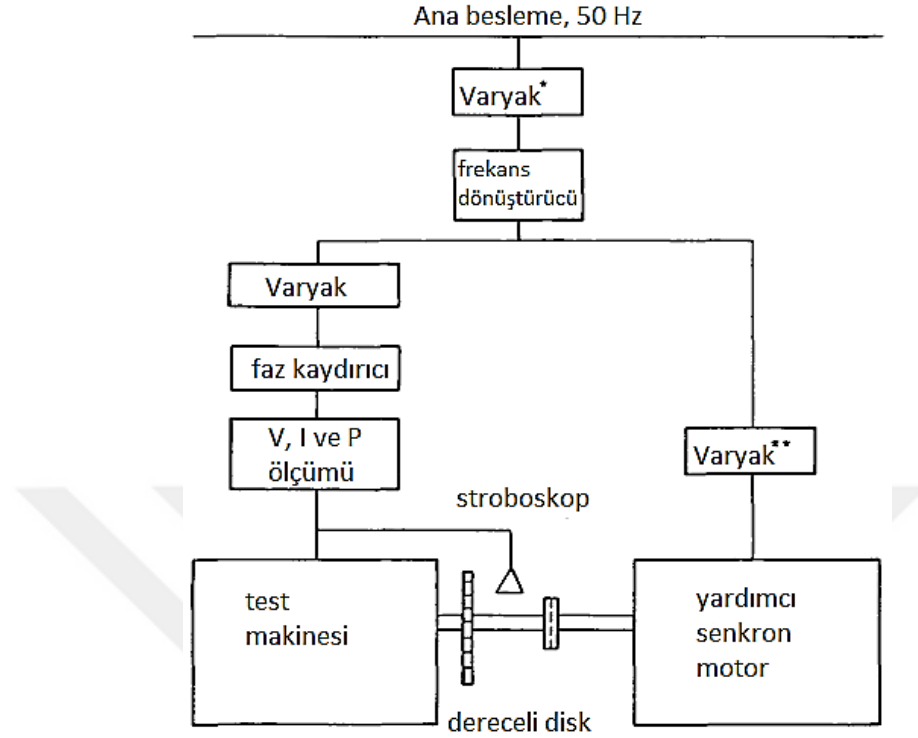 Ana besleme, 50 Hz
Varyak*
frekans
dönüştürücü
Varyak
faz kaydırıcı
V, I ve P
ölçümü
Varyak**
stroboskop
test
makinesi
yardımcı
senkron
motor
dereceli disk